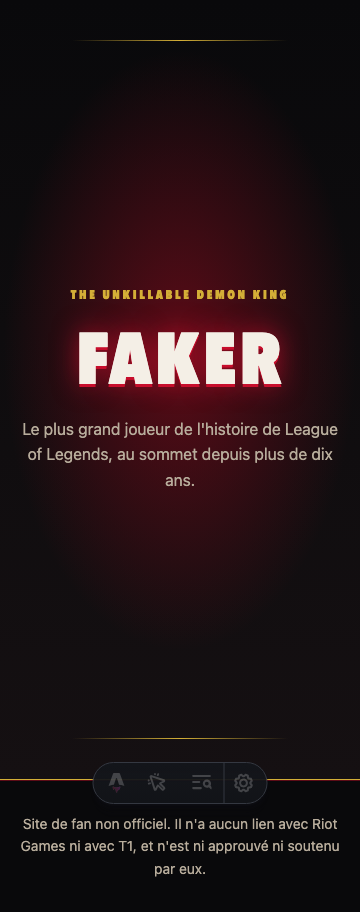 THE UNKILLABLE DEMON KING
FAKER
Le plus grand joueur de l'histoire de League
of Legends, au sommet depuis plus de dix
ans.
Site de fan non officiel. Il n'a aucun lien avec Riot
Games ni avec T1, et n'est ni approuvé ni soutenu
par eux.